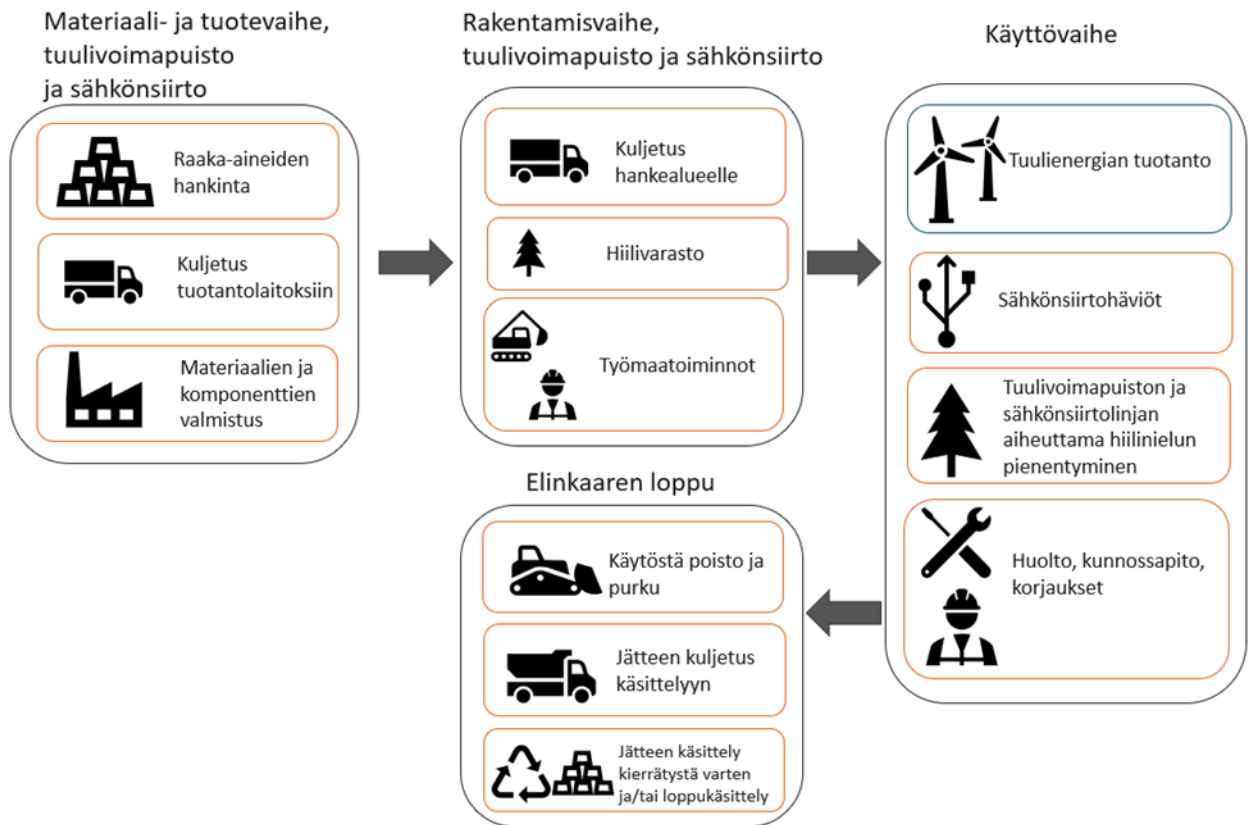 Materiaali- ja tuotevaihe,
tuulivoimapuisto
ja sähkönsiirto
Raaka-aineiden
hankinta
Kuljetus
tuotantolaitoksiin
Materiaalien ja
komponenttien
valmistus
Rakentamisvaihe,
tuulivoimapuisto ja sähkönsiirto
Kuljetus
hankealueelle
Hiilivarasto
Työmaatoiminnot
Käyttövaihe
Tuulienergian tuotanto
Sähkönsiirtohäviöt
Tuulivoimapuiston ja
sähkönsiirtolinjan
aiheuttama hiilinielun
pienentyminen
Huolto, kunnossapito,
korjaukset
Elinkaaren loppu
Käytöstä poisto ja
purku
Jätteen kuljetus
käsittelyyn
Jätteen käsittely
kierrätystä varten
ja/tai loppukäsittely